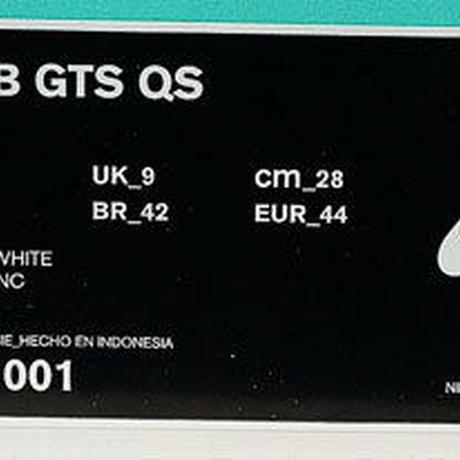 B GTS QS
UK_9 cm_28
BR_42 EUR_44
WHITE
NC
IE_HECHO EN INDONESIA
001
NI